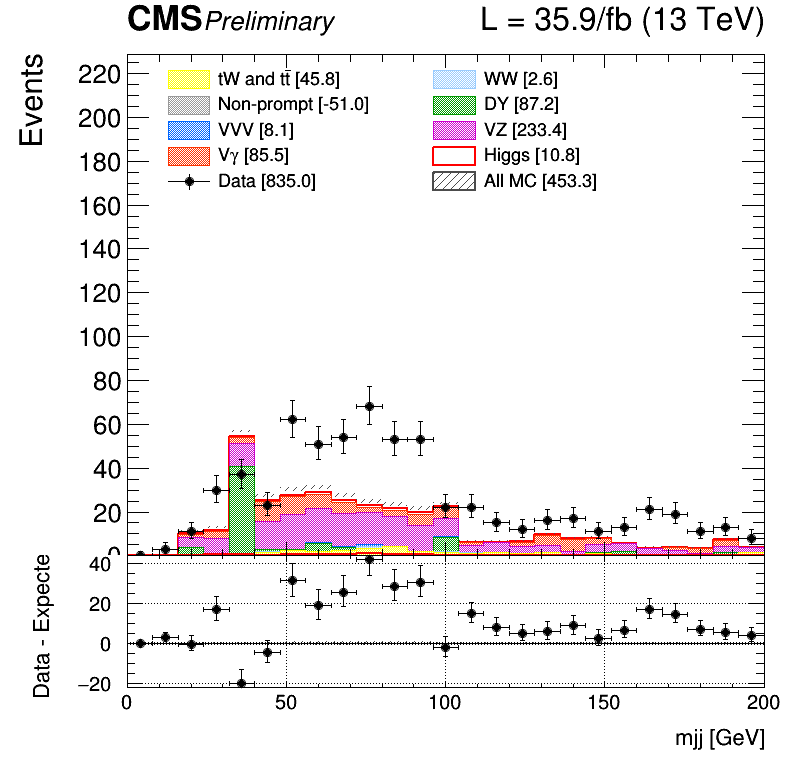 CMS Preliminary L = 35.9/fb (13 TeV)
Events
220
200
180
160
140
120
100
80
60
40
20
0
tW and tt̄ [45.8] WW [2.6]
Non-prompt [-51.0] DY [87.2]
VVV [8.1] VZ [233.4]
Vγ [85.5] Higgs [10.8]
Data [835.0] All MC [453.3]
Data - Expecte
40
20
0
−20
0 50 100 150 200
mjj [GeV]